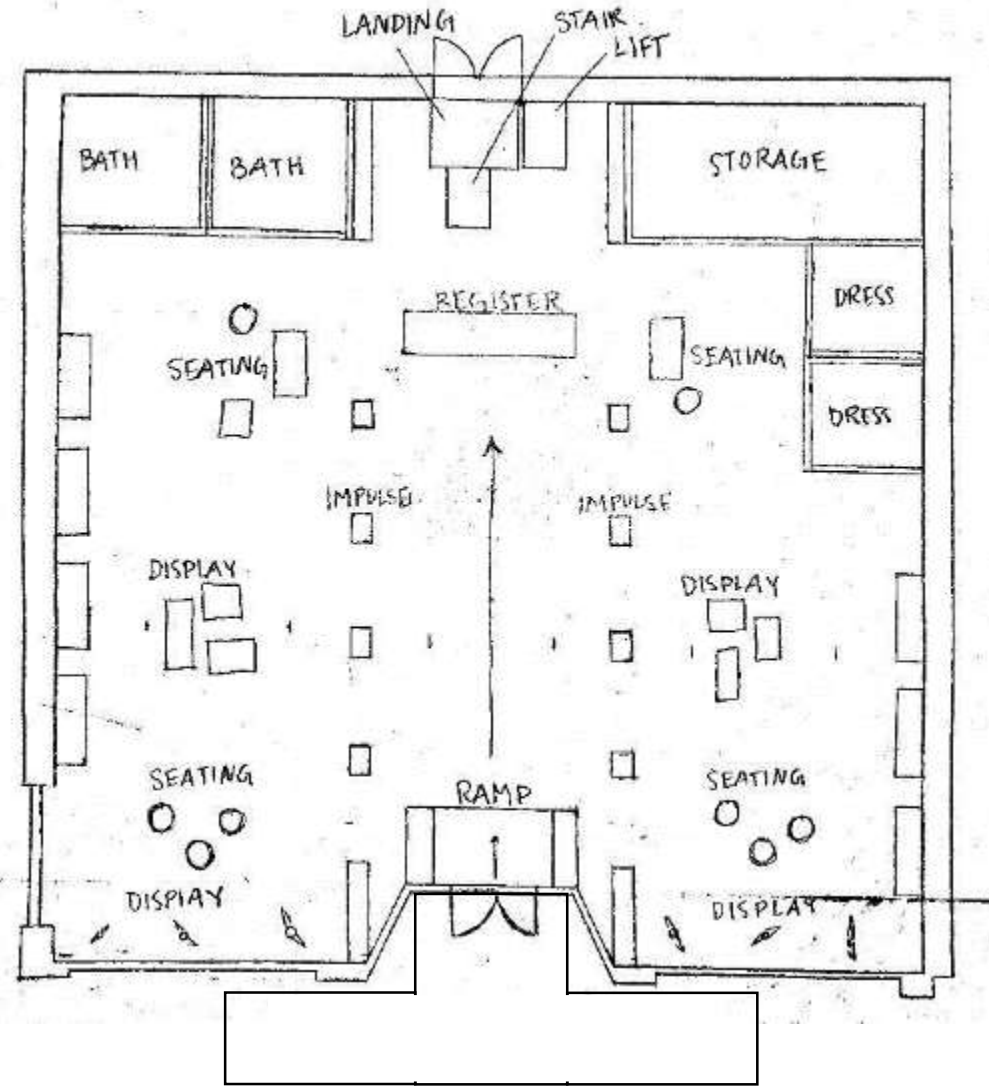 LANDING
STAIR
LIFT
BATH
BATH
STORAGE
REGISTER
DRESS
SEATING
SEATING
DRESS
IMPULSE
IMPULSE
DISPLAY
DISPLAY
SEATING
RAMP
SEATING
DISPLAY
DISPLAY